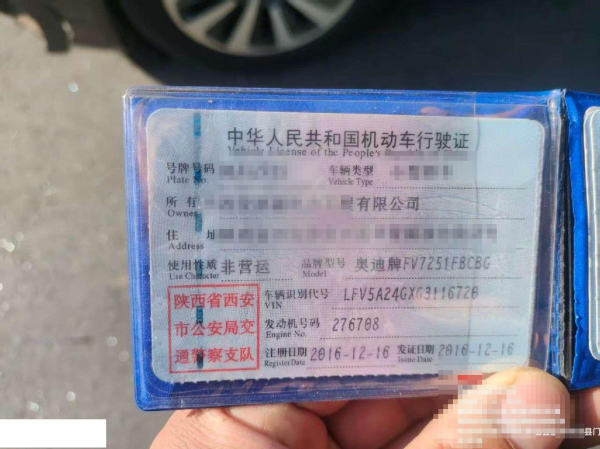 中华人民共和国机动车行驶证
Vehicle License of the People's
号牌号码 车辆类型
Plate No. Vehicle Type
所有 有限公司
Owner
住址
Address
使用性质 非营运 品牌型号 奥迪牌FV7251FBCBG
Use Character Model
陕西省西安
市公安局交
通警察支队
车辆识别代号 LFV5A24GXG3116720
VIN
发动机号码 276708
Engine No.
注册日期 2016-12-16 发证日期 2016-12-16
Register Date Issue Date
县门